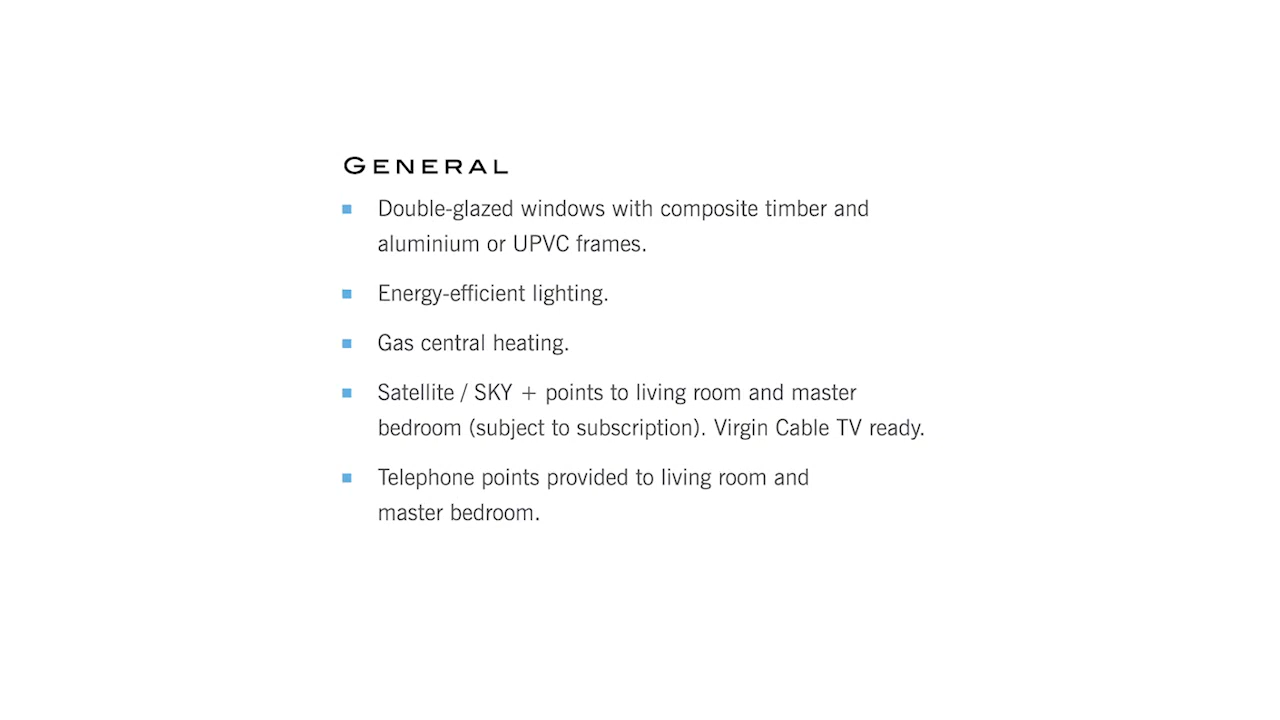 GENERAL
Double-glazed windows with composite timber and
aluminium or UPVC frames.
Energy-efficient lighting.
Gas central heating.
Satellite / SKY + points to living room and master
bedroom (subject to subscription). Virgin Cable TV ready.
Telephone points provided to living room and
master bedroom.